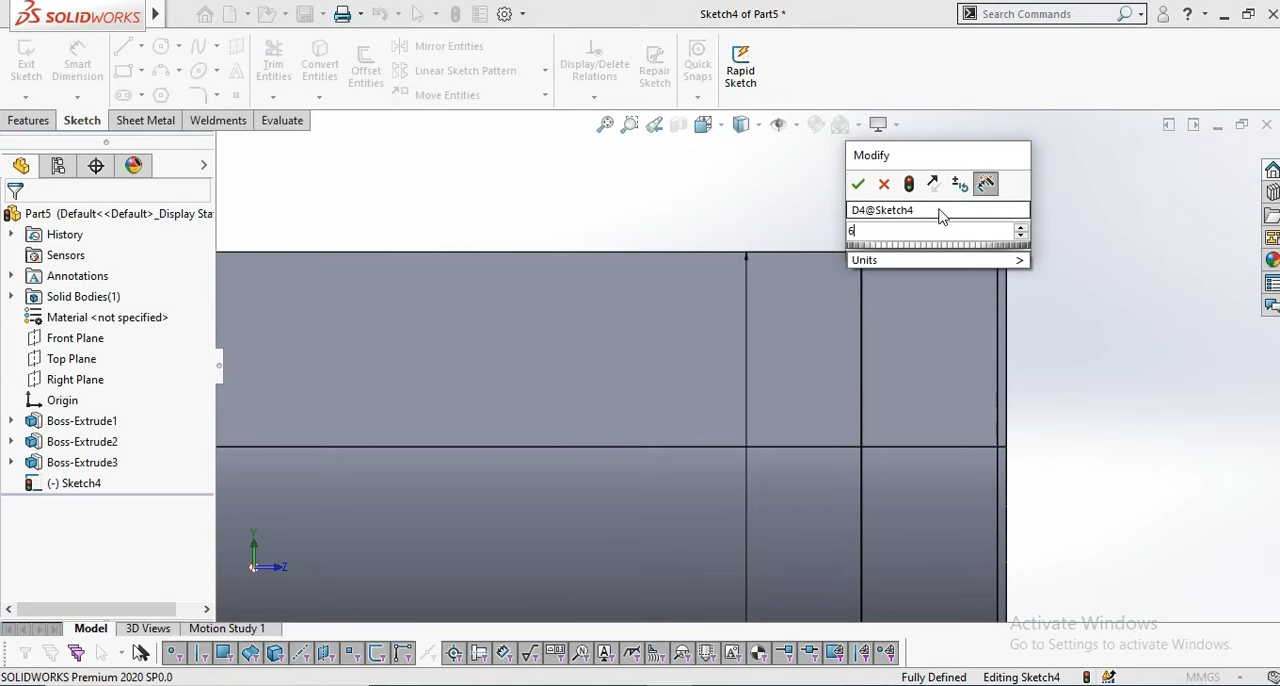 SOLIDWORKS
Sketch4 of Part5 *
Search Commands
?
Exit Sketch
Smart Dimension
Trim Entities
Convert Entities
Offset Entities
Mirror Entities
Linear Sketch Pattern
Move Entities
Display/Delete Relations
Repair Sketch
Quick Snaps
Rapid Sketch
Features
Sketch
Sheet Metal
Weldments
Evaluate
Modify
D4@Sketch4
6
Units >
Part5 (Default<<Default>_Display Sta
History
Sensors
Annotations
Solid Bodies(1)
Material <not specified>
Front Plane
Top Plane
Right Plane
Origin
Boss-Extrude1
Boss-Extrude2
Boss-Extrude3
(-) Sketch4
Y
Z
Model
3D Views
Motion Study 1
Activate Windows
Go to Settings to activate Windows.
SOLIDWORKS Premium 2020 SP0.0
Fully Defined
Editing Sketch4
MMGS